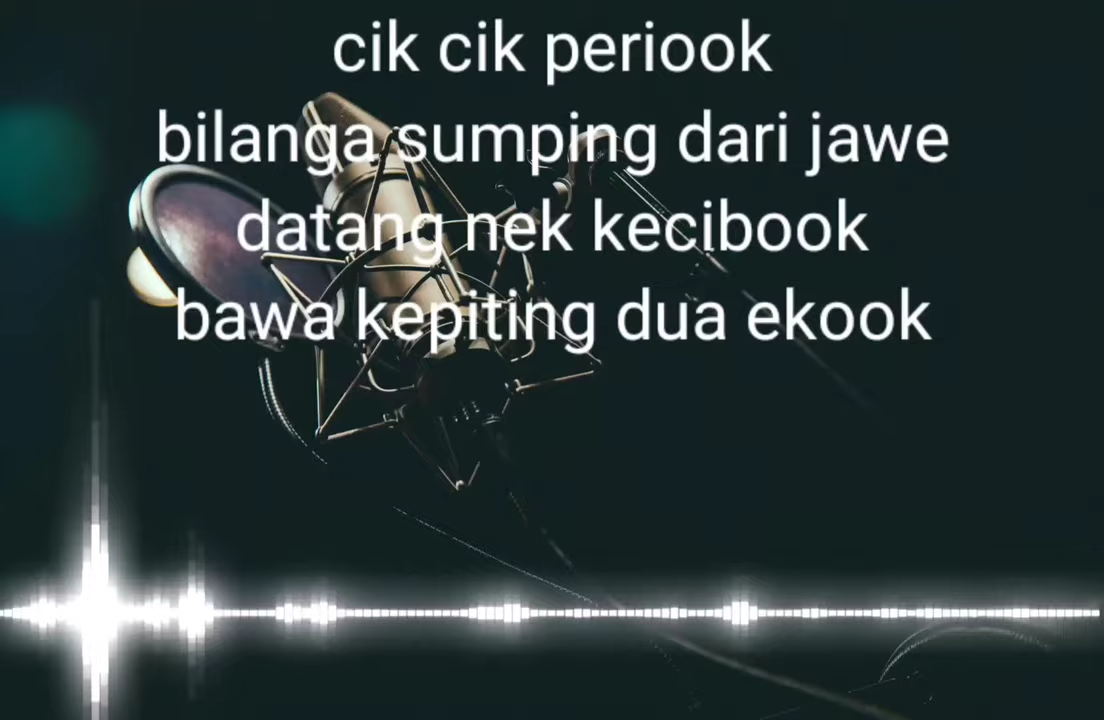 cik cik periook
bilanga sumping dari jawe
datang nek kecibook
bawa kepiting dua ekook